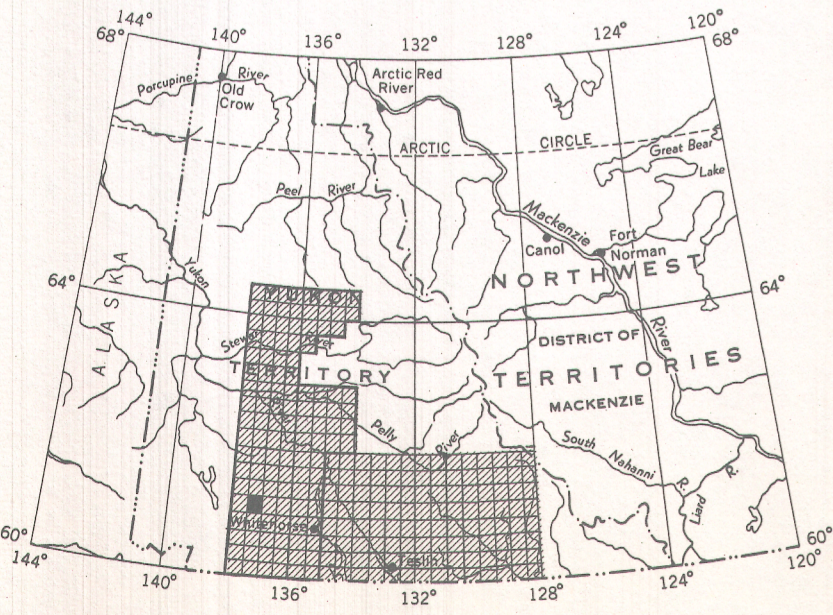 144°
68°
140°
136°
132°
128°
124°
120°
68°
Porcupine River
Old
Crow
Arctic Red
River
ARCTIC CIRCLE
Great Bear
Lake
Peel River
Mackenzie
Canol
Fort
Norman
64°
ALASKA
Yukon
YUKON
NORTHWEST
64°
Stewart River
TERRITORY
DISTRICT OF
TERRITORIES
MACKENZIE
River
Pelly
River
South Nahanni R.
Liard R.
Whitehorse
Teslin
60°
144°
140°
136°
132°
128°
124°
60°
120°